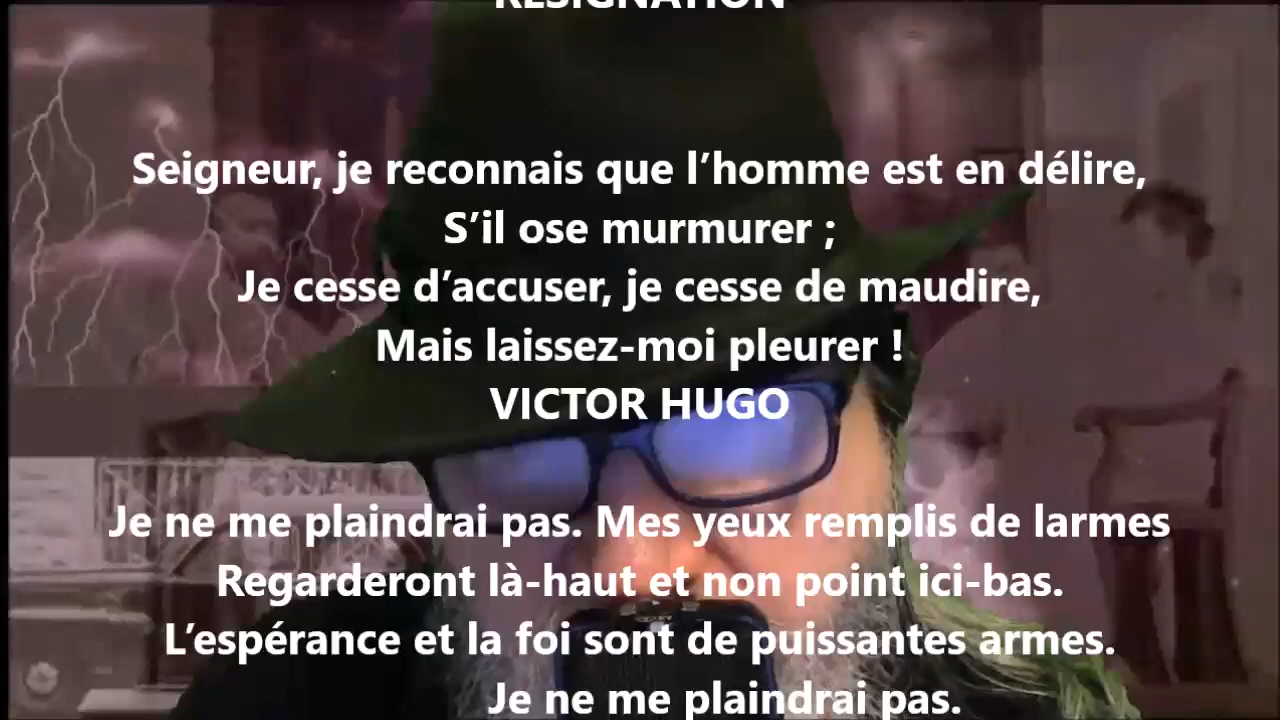 RÉSIGNATION
Seigneur, je reconnais que l’homme est en délire,
S’il ose murmurer ;
Je cesse d’accuser, je cesse de maudire,
Mais laissez-moi pleurer !
VICTOR HUGO
Je ne me plaindrai pas. Mes yeux remplis de larmes
Regarderont là-haut et non point ici-bas.
L’espérance et la foi sont de puissantes armes.
Je ne me plaindrai pas.